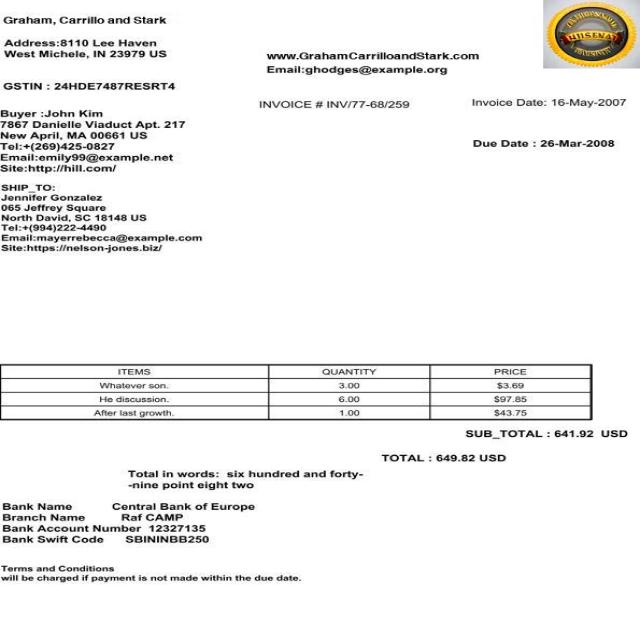 Graham, Carrillo and Stark
Address:8110 Lee Haven
West Michele, IN 23979 US
www.GrahamCarrilloandStark.com
Email:ghodges@example.org
GSTIN : 24HDE7487RESRT4
INVOICE # INV/77-68/259
Invoice Date: 16-May-2007
Due Date : 26-Mar-2008
Buyer :John Kim
7867 Danielle Viaduct Apt. 217
New April, MA 00661 US
Tel:+(269)425-0827
Email:emily99@example.net
Site:http://hill.com/
SHIP_TO:
Jennifer Gonzalez
065 Jeffrey Square
North David, SC 18148 US
Tel:+(994)222-4490
Email:mayerrebecca@example.com
Site:https://nelson-jones.biz/
ITEMS QUANTITY PRICE
Whatever son. 3.00 $3.69
He discussion. 6.00 $97.85
After last growth. 1.00 $43.75
SUB_TOTAL : 641.92 USD
TOTAL : 649.82 USD
Total in words: six hundred and forty-
-nine point eight two
Bank Name Central Bank of Europe
Branch Name Raf CAMP
Bank Account Number 12327135
Bank Swift Code SBININBB250
Terms and Conditions
will be charged if payment is not made within the due date.